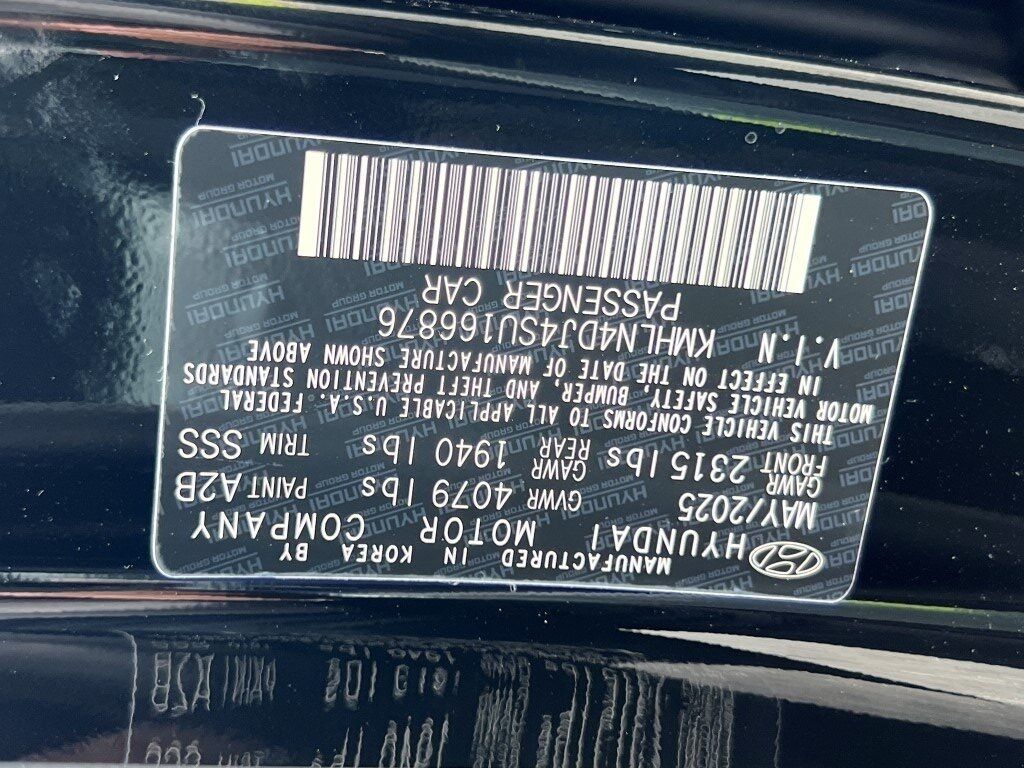 MANUFACTURED IN KOREA BY
HYUNDAI MOTOR COMPANY
MAY/2025 GVWR 4079 lbs PAINT A2B
GAWR FRONT 2315 lbs GAWR REAR 1940 lbs TRIM SSS
THIS VEHICLE CONFORMS TO ALL APPLICABLE U.S.A. FEDERAL
MOTOR VEHICLE SAFETY, BUMPER, AND THEFT PREVENTION STANDARDS
IN EFFECT ON THE DATE OF MANUFACTURE SHOWN ABOVE
V.I.N KMHLN4DJ4SU166876
PASSENGER CAR